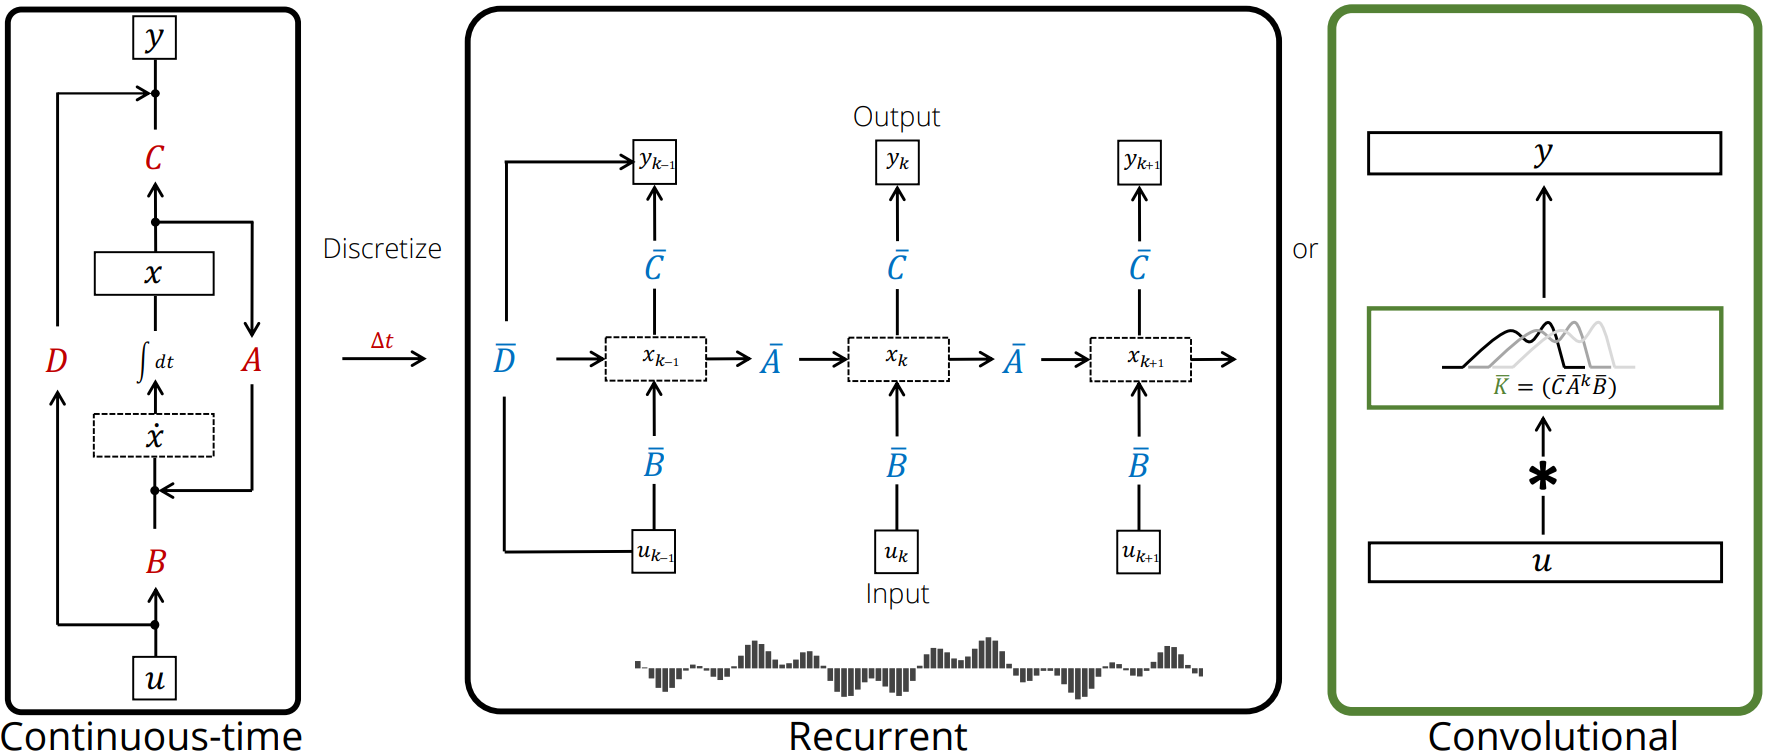 y
C
x
D
∫ dt
A
ẋ
B
u
Continuous-time
Discretize
Δt
Output
y_{k−1}
y_k
y_{k+1}
C̅
C̅
C̅
D̅
x_{k−1}
A̅
x_k
A̅
x_{k+1}
B̅
B̅
B̅
u_{k−1}
u_k
u_{k+1}
Input
Recurrent
or
y
K̅ = (C̅A̅ᵏB̅)
*
u
Convolutional